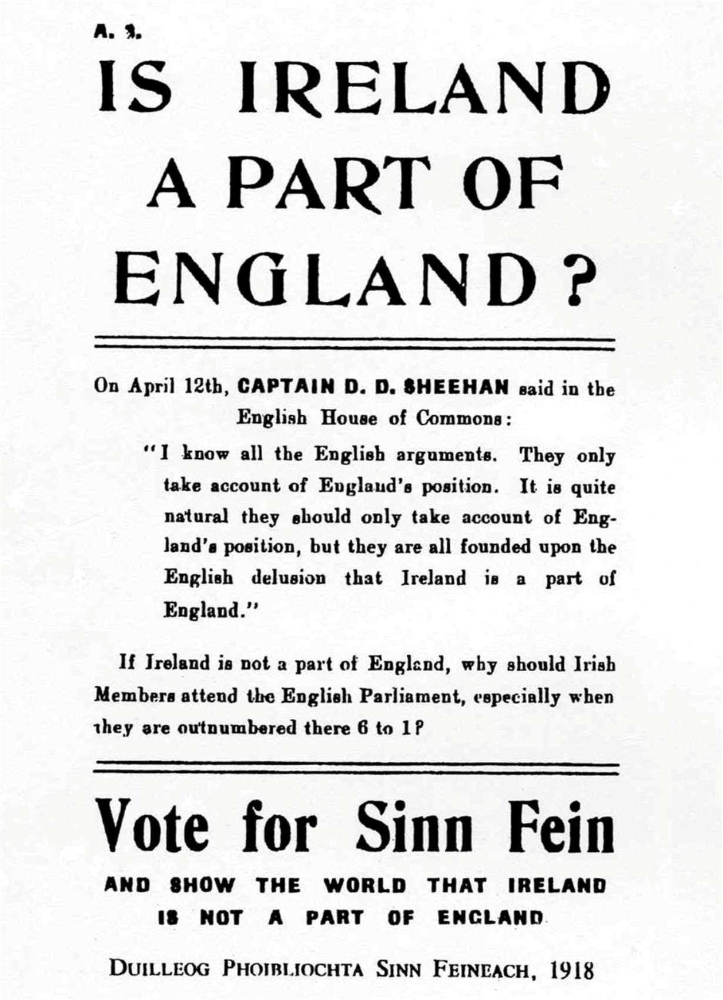 A.
IS IRELAND
A PART OF
ENGLAND?
On April 12th, CAPTAIN D. D. SHEEHAN said in the
English House of Commons:
"I know all the English arguments. They only
take account of England's position. It is quite
natural they should only take account of Eng-
land's position, but they are all founded upon the
English delusion that Ireland is a part of
England."
If Ireland is not a part of England, why should Irish
Members attend the English Parliament, especially when
they are outnumbered there 6 to 1?
Vote for Sinn Fein
AND SHOW THE WORLD THAT IRELAND
IS NOT A PART OF ENGLAND.
DUILLEOG PHOIBLIOCHTA SINN FEINEACH, 1918